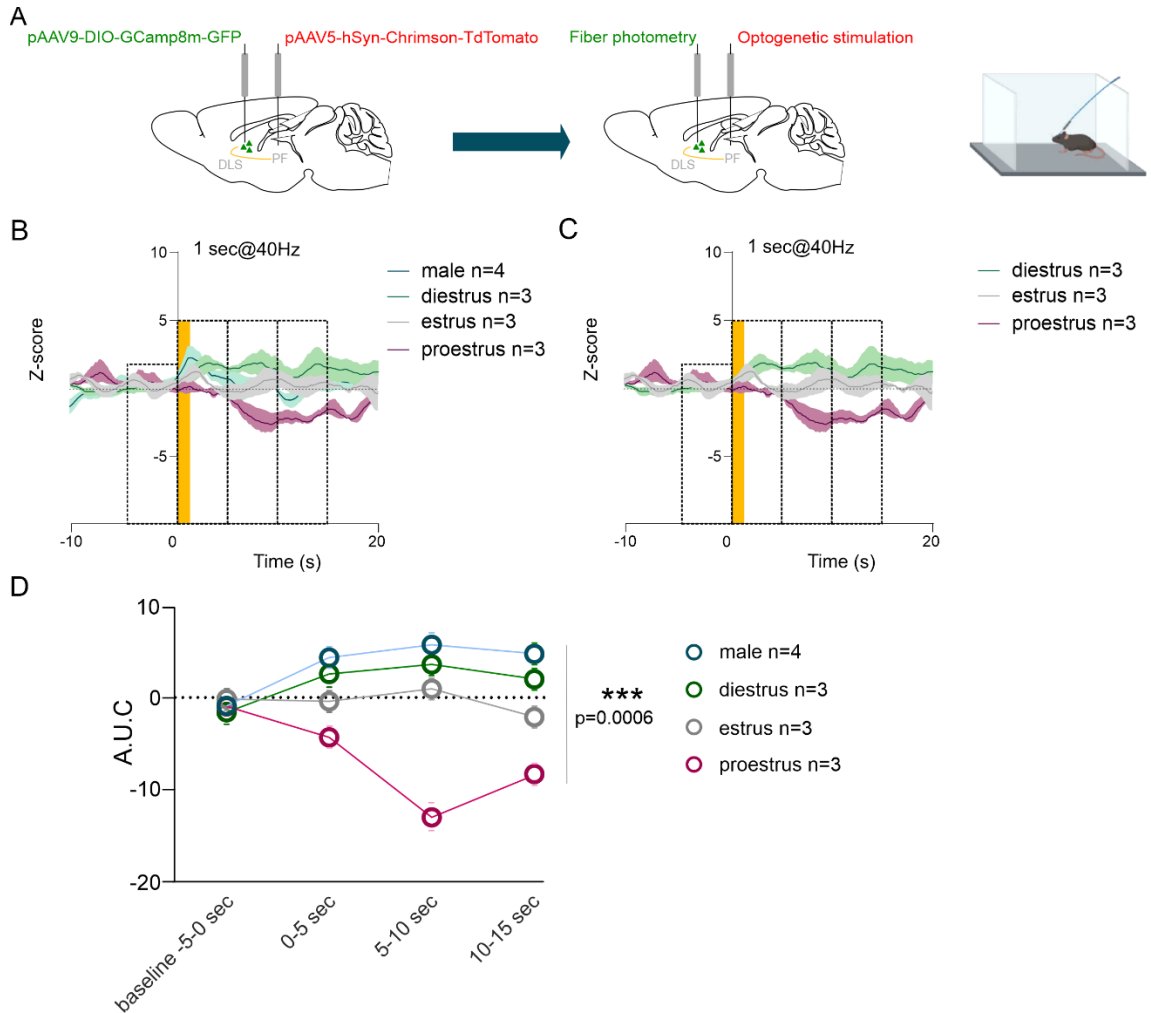 A
pAAV9-DIO-GCamp8m-GFP pAAV5-hSyn-Chrimson-TdTomato Fiber photometry Optogenetic stimulation
DLS PF DLS PF
B
1 sec@40Hz
10
5
-5
Z-score
-10 0 20
Time (s)
male n=4
diestrus n=3
estrus n=3
proestrus n=3
C
1 sec@40Hz
10
5
0
-5
Z-score
-10 0 20
Time (s)
diestrus n=3
estrus n=3
proestrus n=3
D
10
0
-10
-20
A.U.C
baseline -5-0 sec
0-5 sec
5-10 sec
10-15 sec
***
p=0.0006
male n=4
diestrus n=3
estrus n=3
proestrus n=3